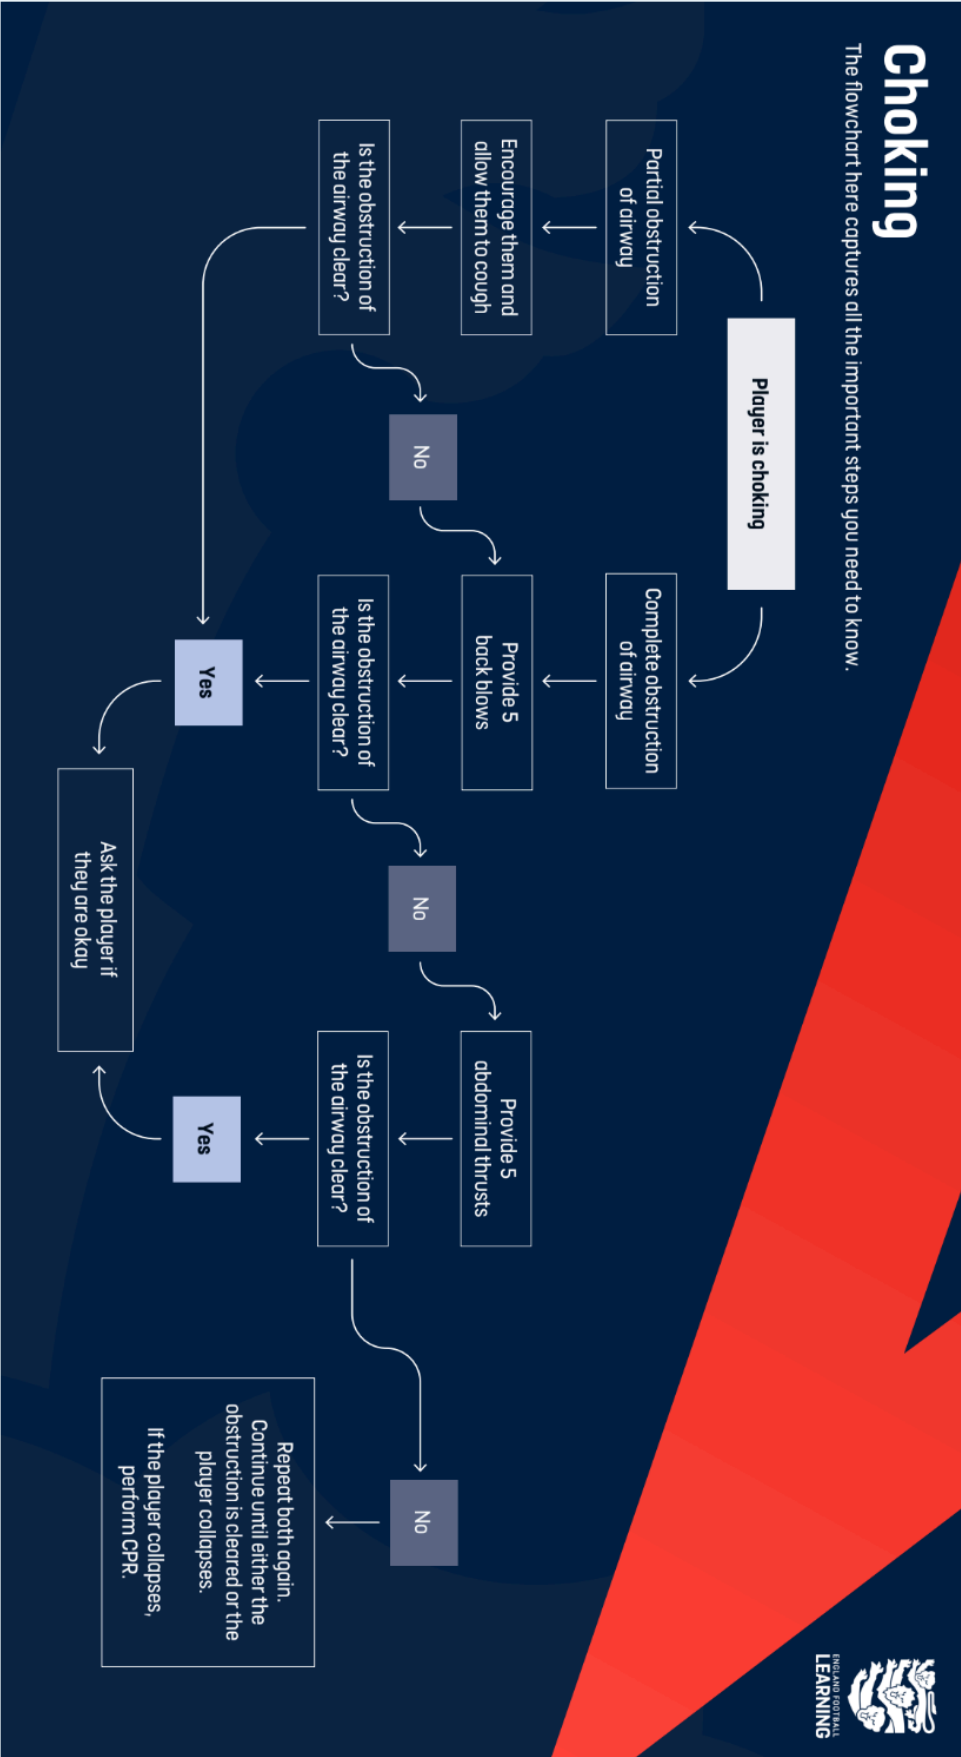 Choking
The flowchart here captures all the important steps you need to know.
Player is choking
Partial obstruction
of airway
Encourage them and
allow them to cough
Is the obstruction of
the airway clear?
No
Complete obstruction
of airway
Provide 5
back blows
Is the obstruction of
the airway clear?
Yes
No
Provide 5
abdominal thrusts
Is the obstruction of
the airway clear?
Yes
Ask the player if
they are okay
No
Repeat both again.
Continue until either the
obstruction is cleared or the
player collapses.
If the player collapses,
perform CPR.
ENGLAND FOOTBALL
LEARNING